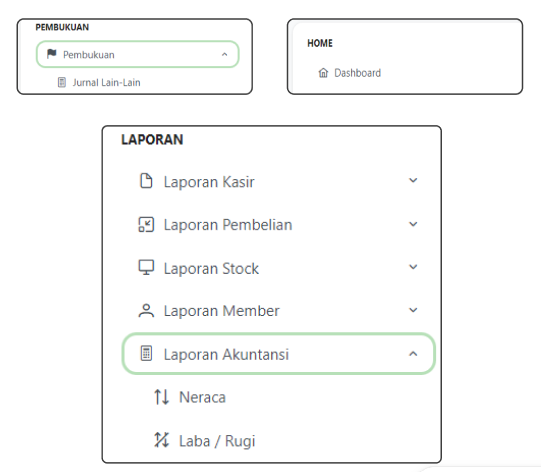 PEMBUKUAN
Pembukuan
Jurnal Lain-Lain
HOME
Dashboard
LAPORAN
Laporan Kasir
Laporan Pembelian
Laporan Stock
Laporan Member
Laporan Akuntansi
Neraca
Laba / Rugi